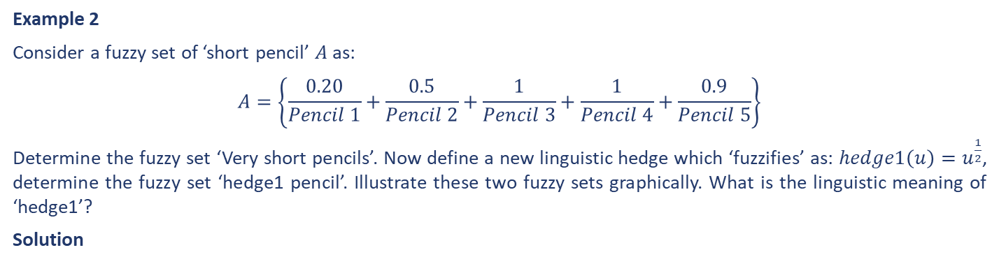 Example 2
Consider a fuzzy set of ‘short pencil’ A as:
A = {0.20/Pencil 1 + 0.5/Pencil 2 + 1/Pencil 3 + 1/Pencil 4 + 0.9/Pencil 5}
Determine the fuzzy set ‘Very short pencils’. Now define a new linguistic hedge which ‘fuzzifies’ as: hedge1(u) = u^(1/2),
determine the fuzzy set ‘hedge1 pencil’. Illustrate these two fuzzy sets graphically. What is the linguistic meaning of
‘hedge1’?
Solution